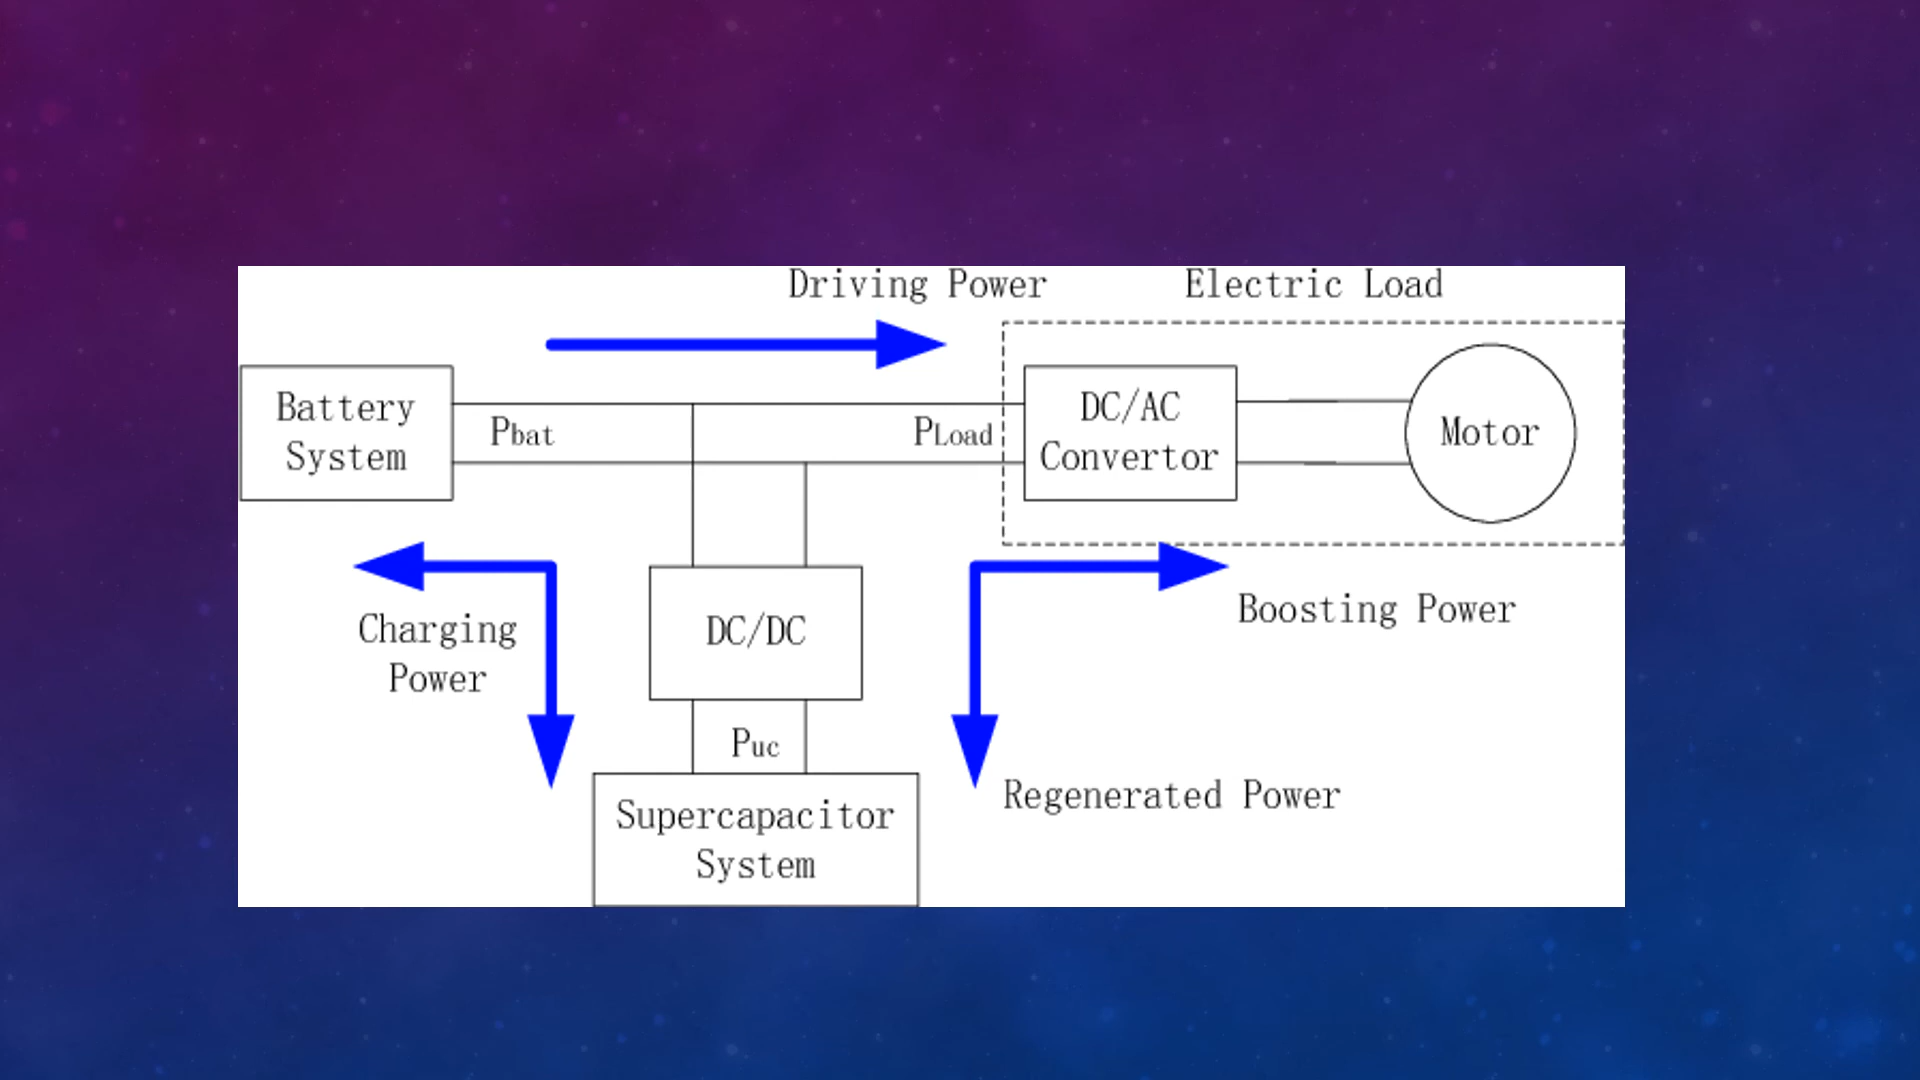 Driving Power
Electric Load
Battery
System
Pbat
PLoad
DC/AC
Convertor
Motor
Charging
Power
DC/DC
Boosting Power
Puc
Regenerated Power
Supercapacitor
System